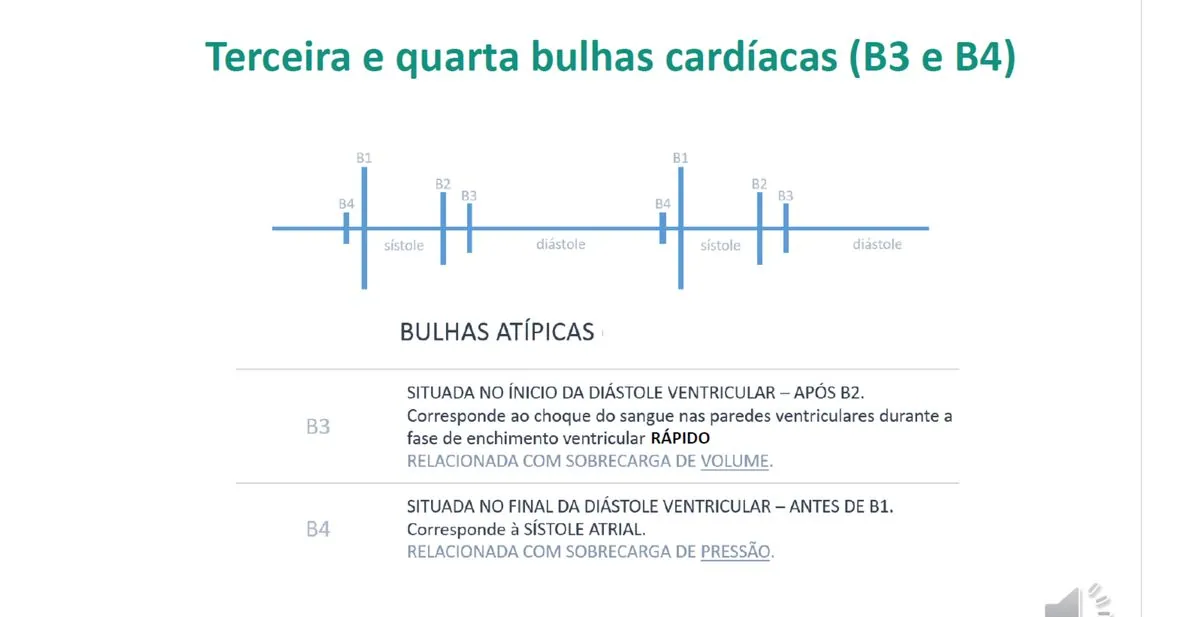 Terceira e quarta bulhas cardíacas (B3 e B4)
B1 B1
B2 B2
B3 B3
B4 B4
sístole diástole sístole diástole
BULHAS ATÍPICAS
B3
SITUADA NO ÍNICIO DA DIÁSTOLE VENTRICULAR – APÓS B2.
Corresponde ao choque do sangue nas paredes ventriculares durante a
fase de enchimento ventricular RÁPIDO
RELACIONADA COM SOBRECARGA DE VOLUME.
B4
SITUADA NO FINAL DA DIÁSTOLE VENTRICULAR – ANTES DE B1.
Corresponde à SÍSTOLE ATRIAL.
RELACIONADA COM SOBRECARGA DE PRESSÃO.